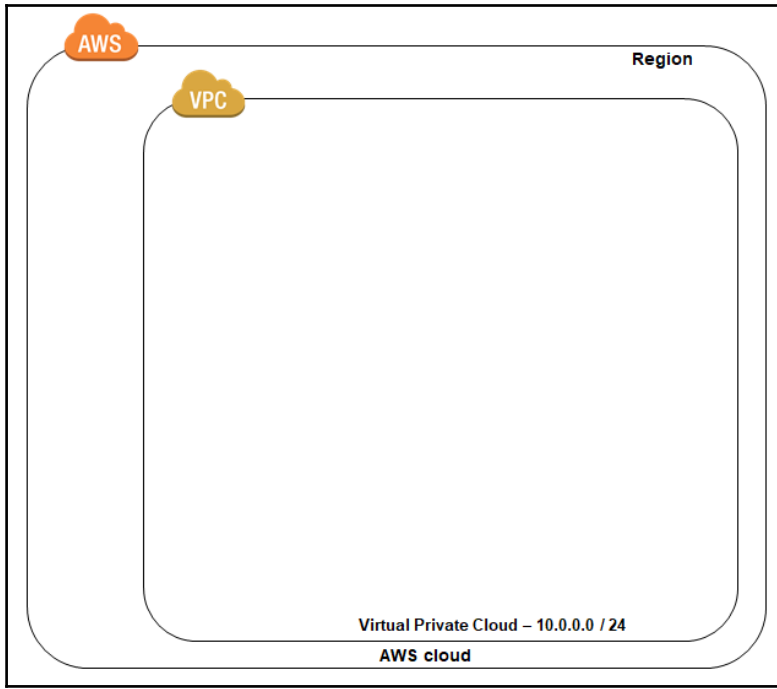 AWS
Region
VPC
Virtual Private Cloud – 10.0.0.0 / 24
AWS cloud